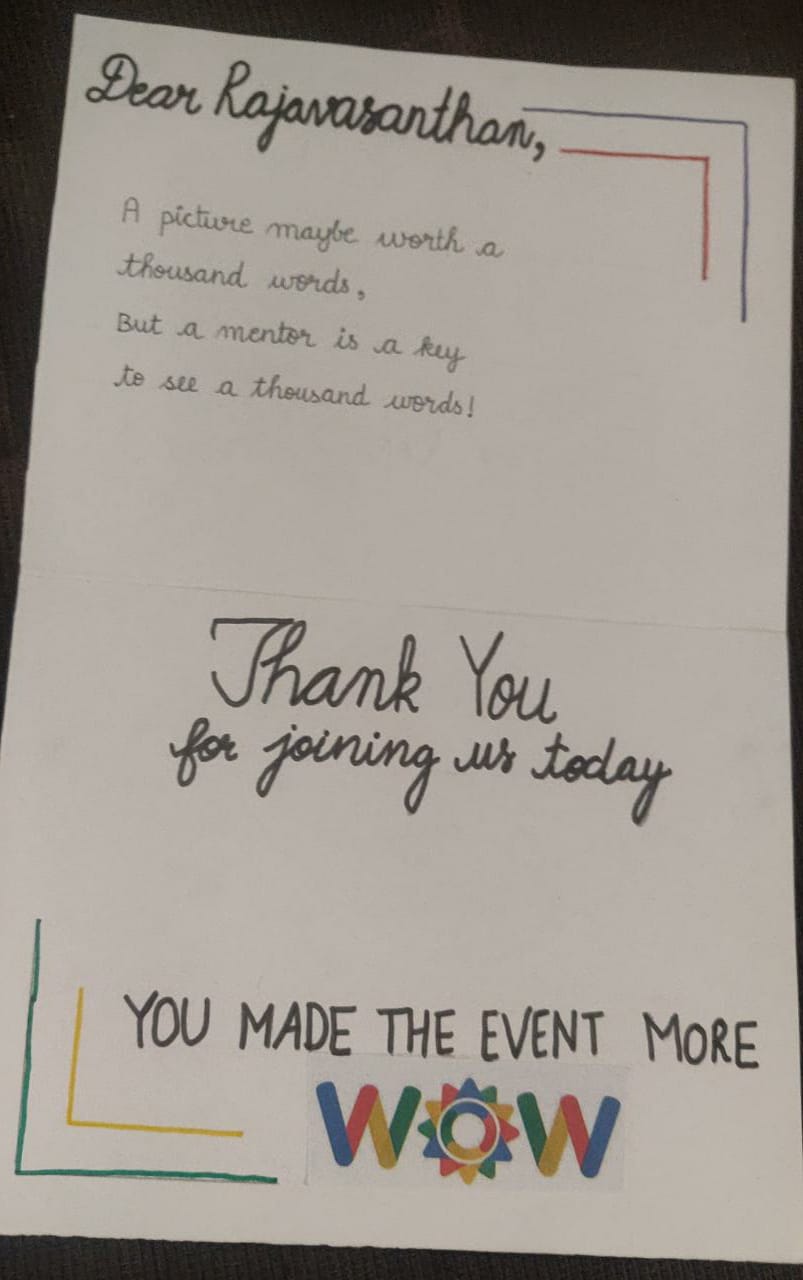 Dear Rajavasanthan,
A picture maybe worth a
thousand words,
But a mentor is a key
to see a thousand words!
Thank You
for joining us today
YOU MADE THE EVENT MORE
WOW